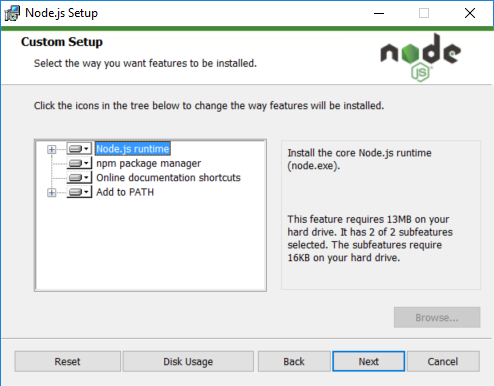 Node.js Setup
Custom Setup
Select the way you want features to be installed.
node
JS
Click the icons in the tree below to change the way features will be installed.
Node.js runtime
npm package manager
Online documentation shortcuts
Add to PATH
Install the core Node.js runtime
(node.exe).
This feature requires 13MB on your
hard drive. It has 2 of 2 subfeatures
selected. The subfeatures require
16KB on your hard drive.
Browse...
Reset
Disk Usage
Back
Next
Cancel